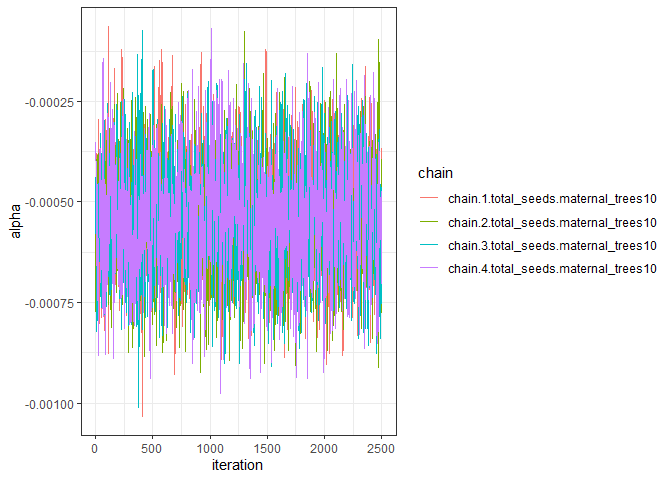 -0.00025
-0.00050
-0.00075
-0.00100
alpha
0 500 1000 1500 2000 2500
iteration
chain
chain.1.total_seeds.maternal_trees10
chain.2.total_seeds.maternal_trees10
chain.3.total_seeds.maternal_trees10
chain.4.total_seeds.maternal_trees10